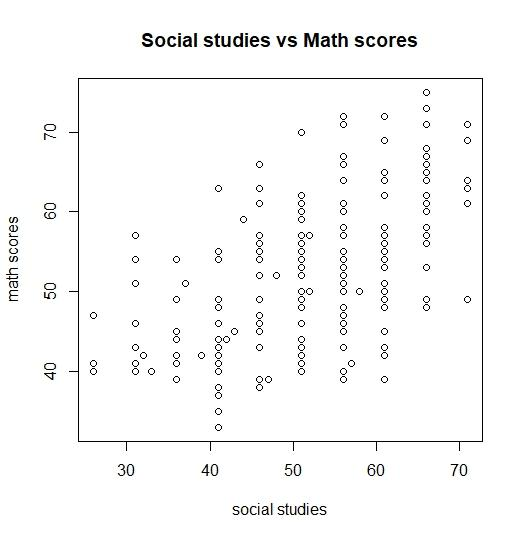 Social studies vs Math scores
math scores
70
60
50
40
30 40 50 60 70
social studies